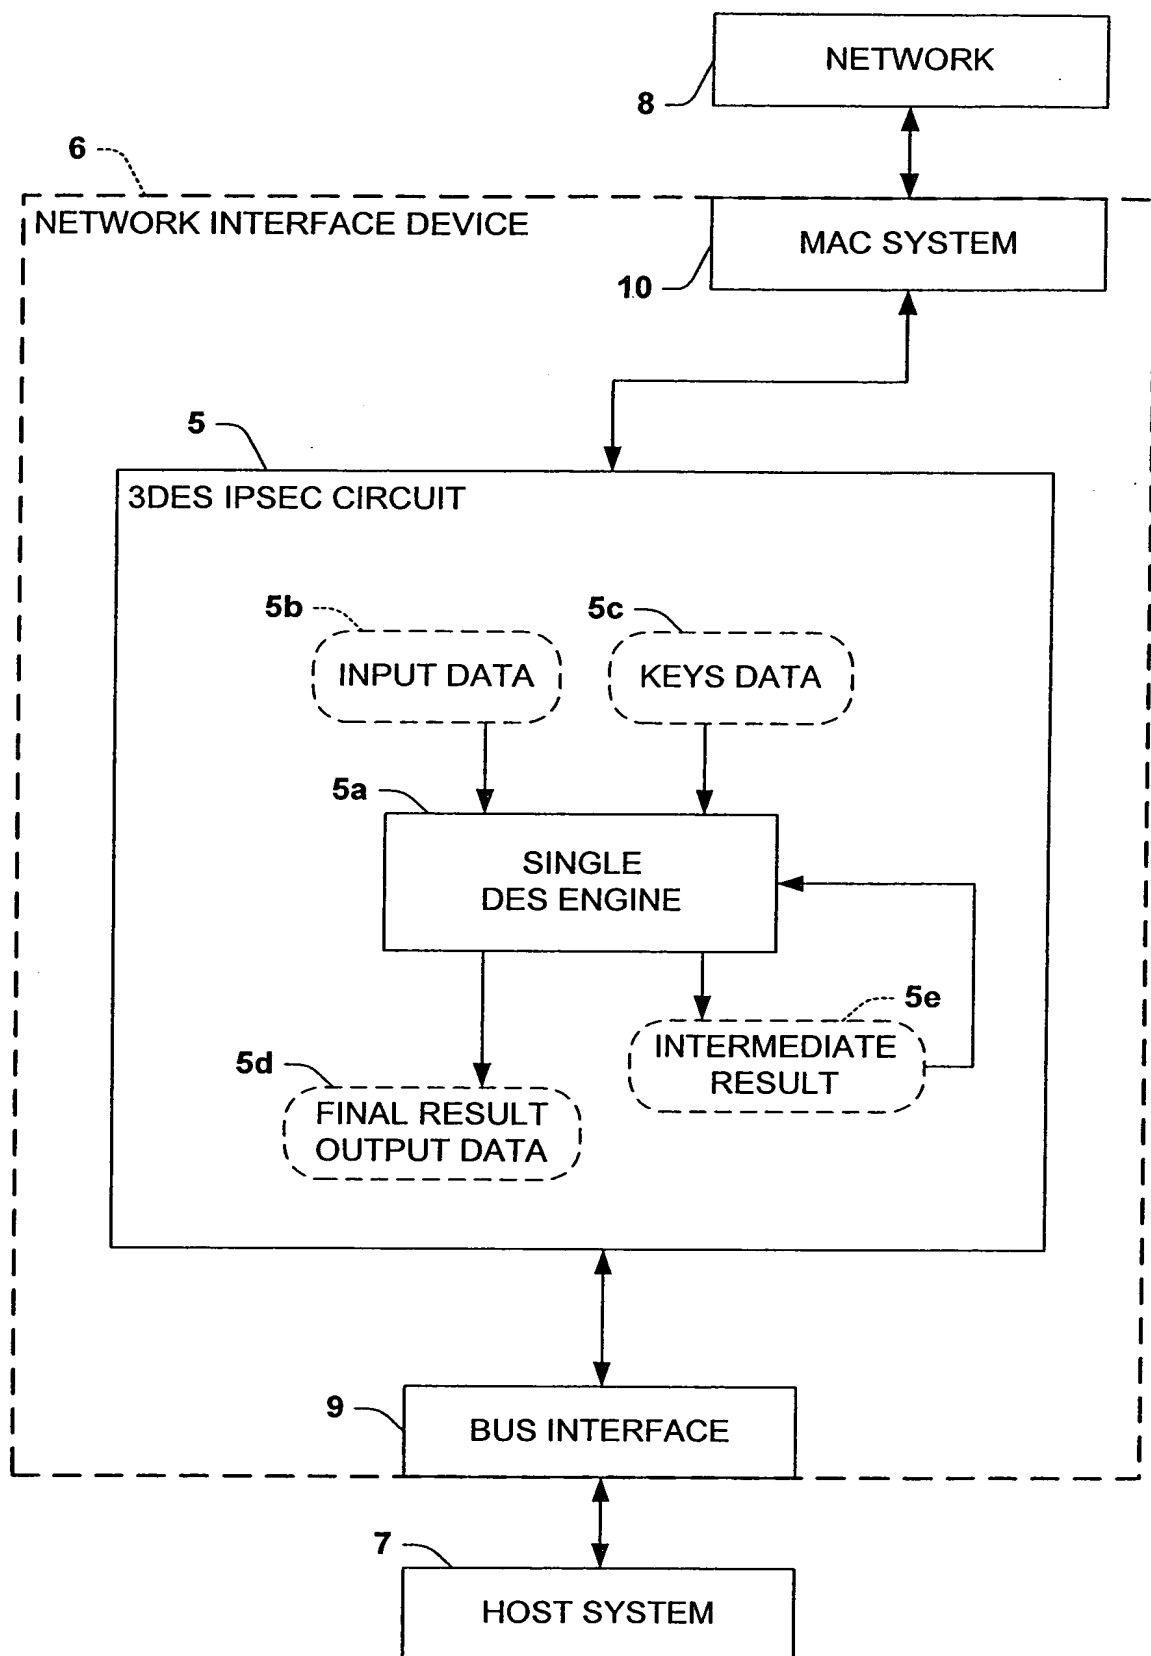 NETWORK
8
6
NETWORK INTERFACE DEVICE
MAC SYSTEM
10
5
3DES IPSEC CIRCUIT
5b
5c
INPUT DATA
KEYS DATA
5a
SINGLE
DES ENGINE
5e
INTERMEDIATE
RESULT
5d
FINAL RESULT
OUTPUT DATA
9
BUS INTERFACE
7
HOST SYSTEM